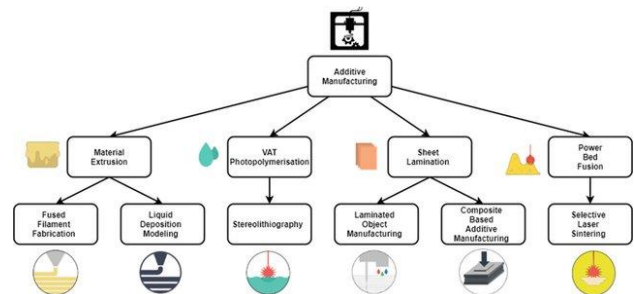 Additive
Manufacturing
Material
Extrusion
VAT
Photopolymerisation
Sheet
Lamination
Power
Bed
Fusion
Fused
Filament
Fabrication
Liquid
Deposition
Modeling
Stereolithiography
Laminated
Object
Manufacturing
Composite
Based
Additive
Manufacturing
Selective
Laser
Sintering